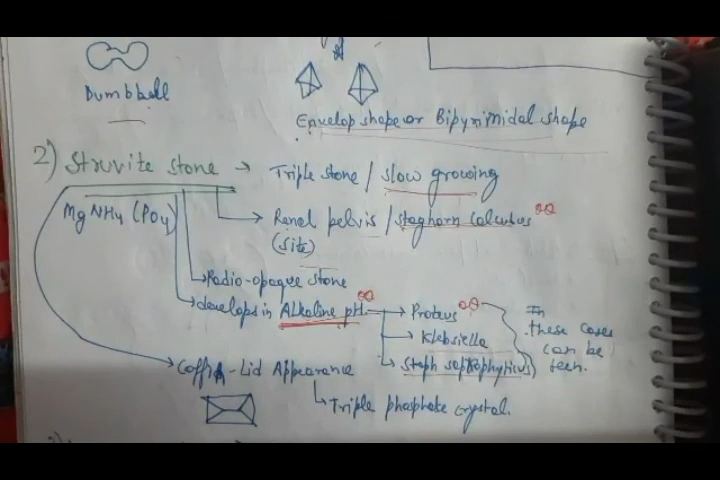 Dumbbell
Envelop shape or Bipyrimidal shape
2) Struvite stone → Triple stone / slow growing
MgNH4 (PO4)
→ Renal pelvis / staghorn calculus
(site)
→ Radio-opaque stone
→ develops in Alkaline pH → Proteus
→ Klebsiella
→ Staph saprophyticus
In these cases can be seen.
→ Coffin-Lid Appearance
→ Triple phosphate crystal.